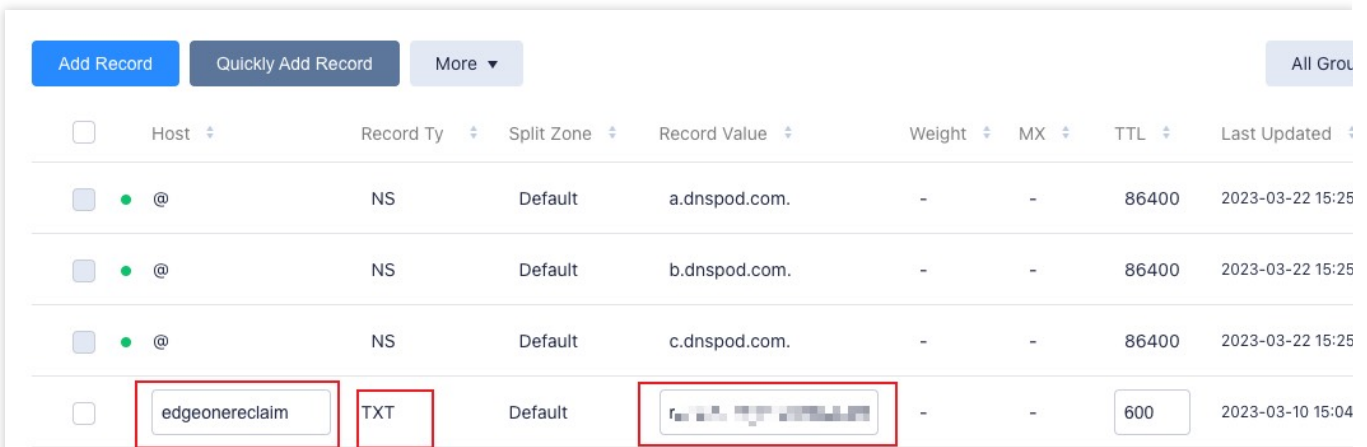 Add Record Quickly Add Record More All Grou
Host Record Ty Split Zone Record Value Weight MX TTL Last Updated
@ NS Default a.dnspod.com. - - 86400 2023-03-22 15:25
@ NS Default b.dnspod.com. - - 86400 2023-03-22 15:25
@ NS Default c.dnspod.com. - - 86400 2023-03-22 15:25
edgeonereclaim TXT Default - - 600 2023-03-10 15:04